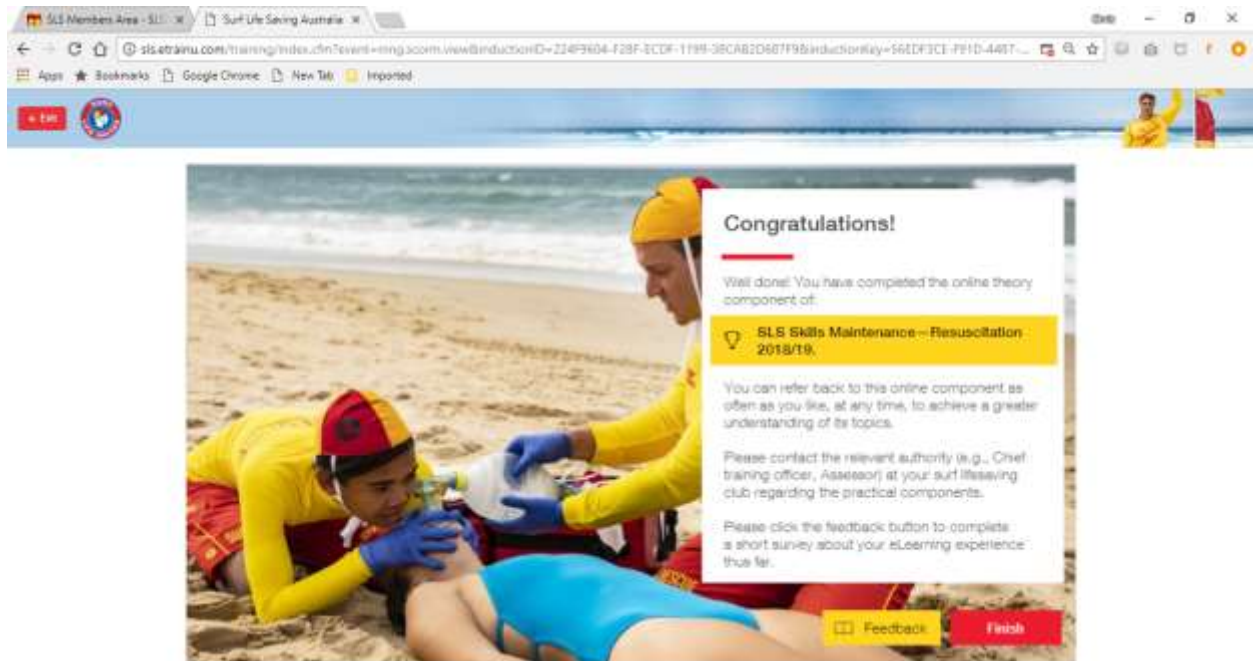 SLS Members Area - SL
Surf Life Saving Australia
Apps Bookmarks Google Chrome New Tab Imported
« Exit
Congratulations!
Well done! You have completed the online theory
component of:
SLS Skills Maintenance—Resuscitation
2018/19.
You can refer back to this online component as
often as you like, at any time, to achieve a greater
understanding of its topics.
Please contact the relevant authority (e.g., Chief
training officer, Assessor) at your surf lifesaving
club regarding the practical components.
Please click the feedback button to complete
a short survey about your eLearning experience
thus far.
Feedback Finish